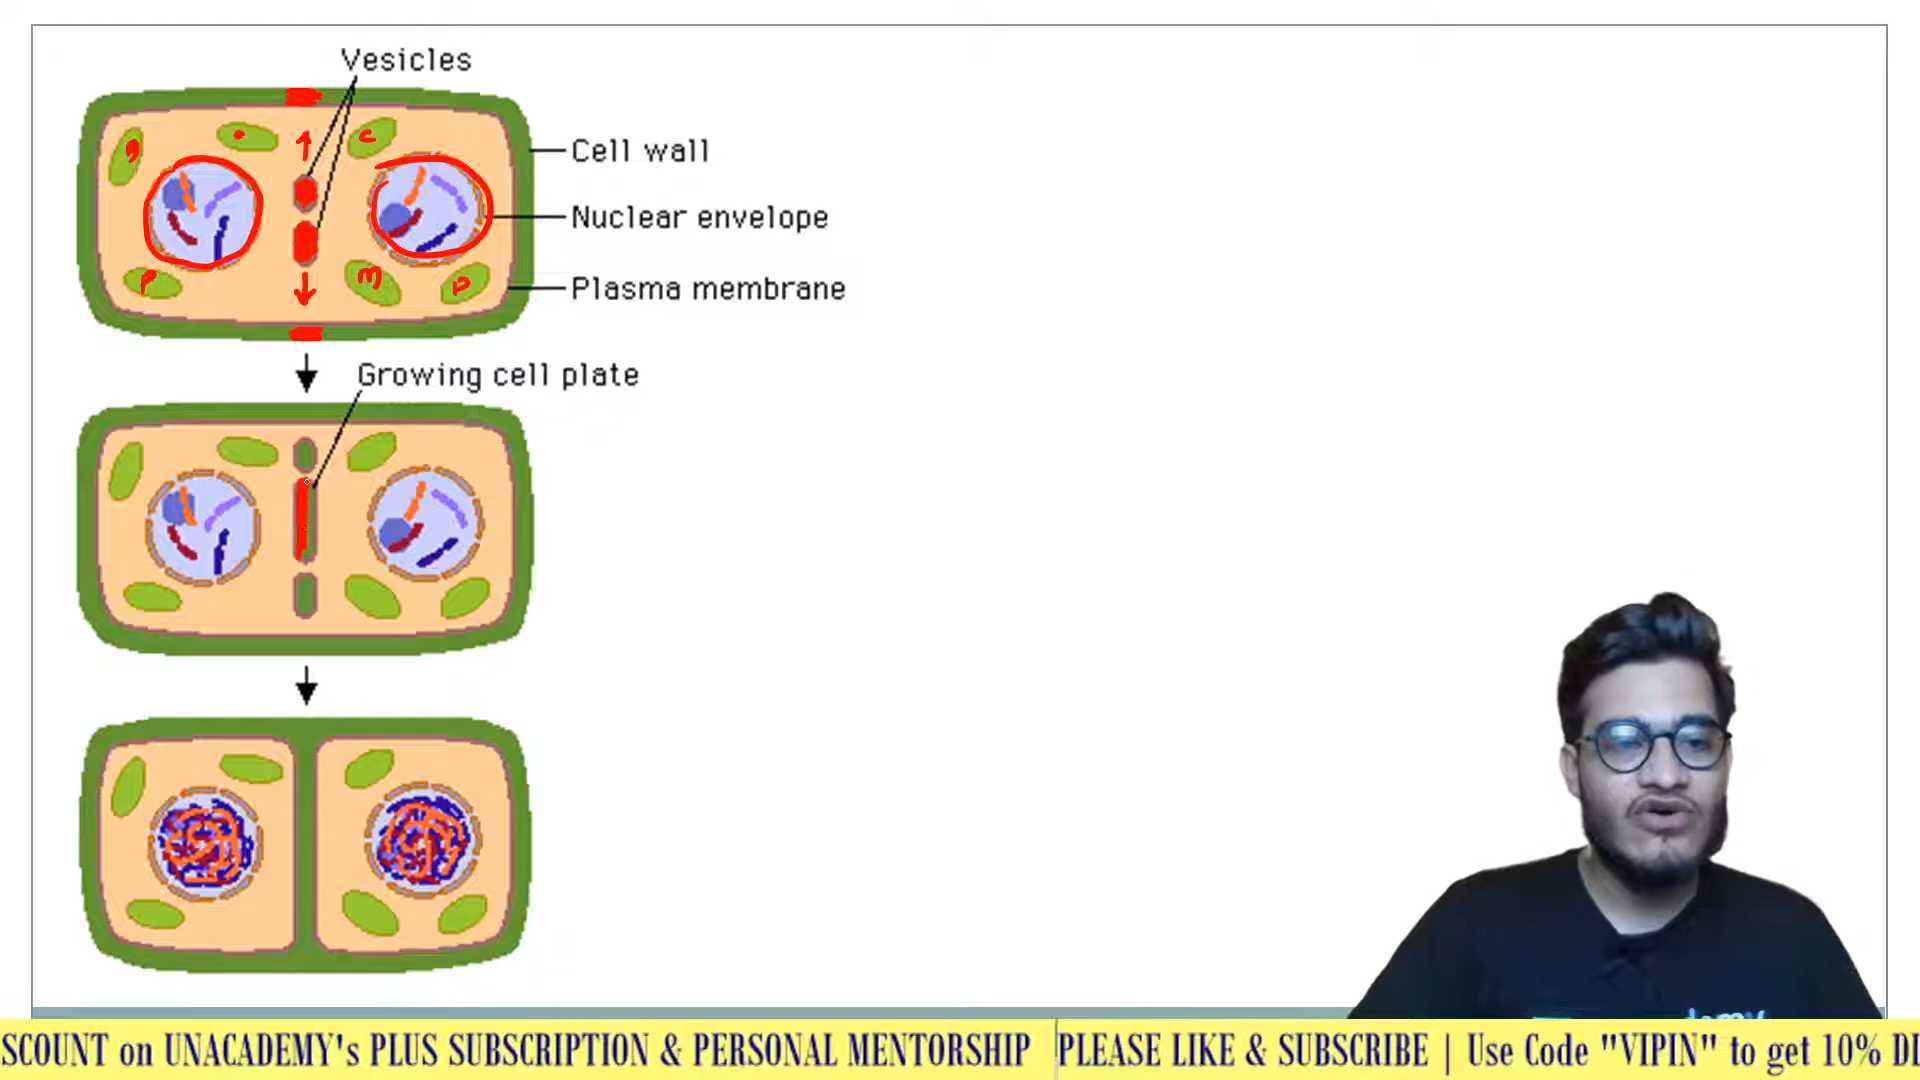 Vesicles
c
Cell wall
Nuclear envelope
p
m
p
Plasma membrane
Growing cell plate
SCOUNT on UNACADEMY's PLUS SUBSCRIPTION & PERSONAL MENTORSHIP
PLEASE LIKE & SUBSCRIBE | Use Code "VIPIN" to get 10% DI